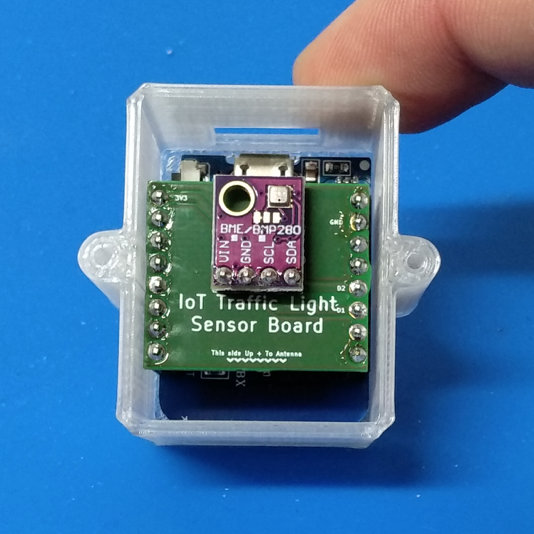 3V3
BME/BMP280
GND
VIN
GND
SCL
SDA
D2
D1
IoT Traffic Light
Sensor Board
This side Up + To Antenna